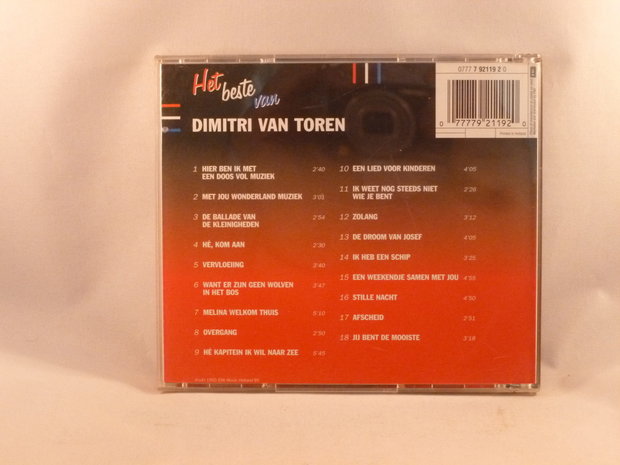 Het
beste
van
DIMITRI VAN TOREN
0777 7 92119 2 0
0 77779 21192 0
1 HIER BEN IK MET
EEN DOOS VOL MUZIEK 2'40
2 MET JOU WONDERLAND MUZIEK 3'03
3 DE BALLADE VAN
DE KLEINIGHEDEN 2'54
4 HÉ, KOM AAN 2'30
5 VERVLOEIING 3'40
6 WANT ER ZIJN GEEN WOLVEN
IN HET BOS 3'47
7 MELINA WELKOM THUIS 5'10
8 OVERGANG 2'50
9 HÉ KAPITEIN IK WIL NAAR ZEE 5'45
10 EEN LIED VOOR KINDEREN 4'05
11 IK WEET NOG STEEDS NIET
WIE JE BENT 2'28
12 ZOLANG 3'12
13 DE DROOM VAN JOSEF 4'05
14 IK HEB EEN SCHIP 3'25
15 EEN WEEKENDJE SAMEN MET JOU 4'55
16 STILLE NACHT 4'50
17 AFSCHEID 2'51
18 JIJ BENT DE MOOISTE 3'18